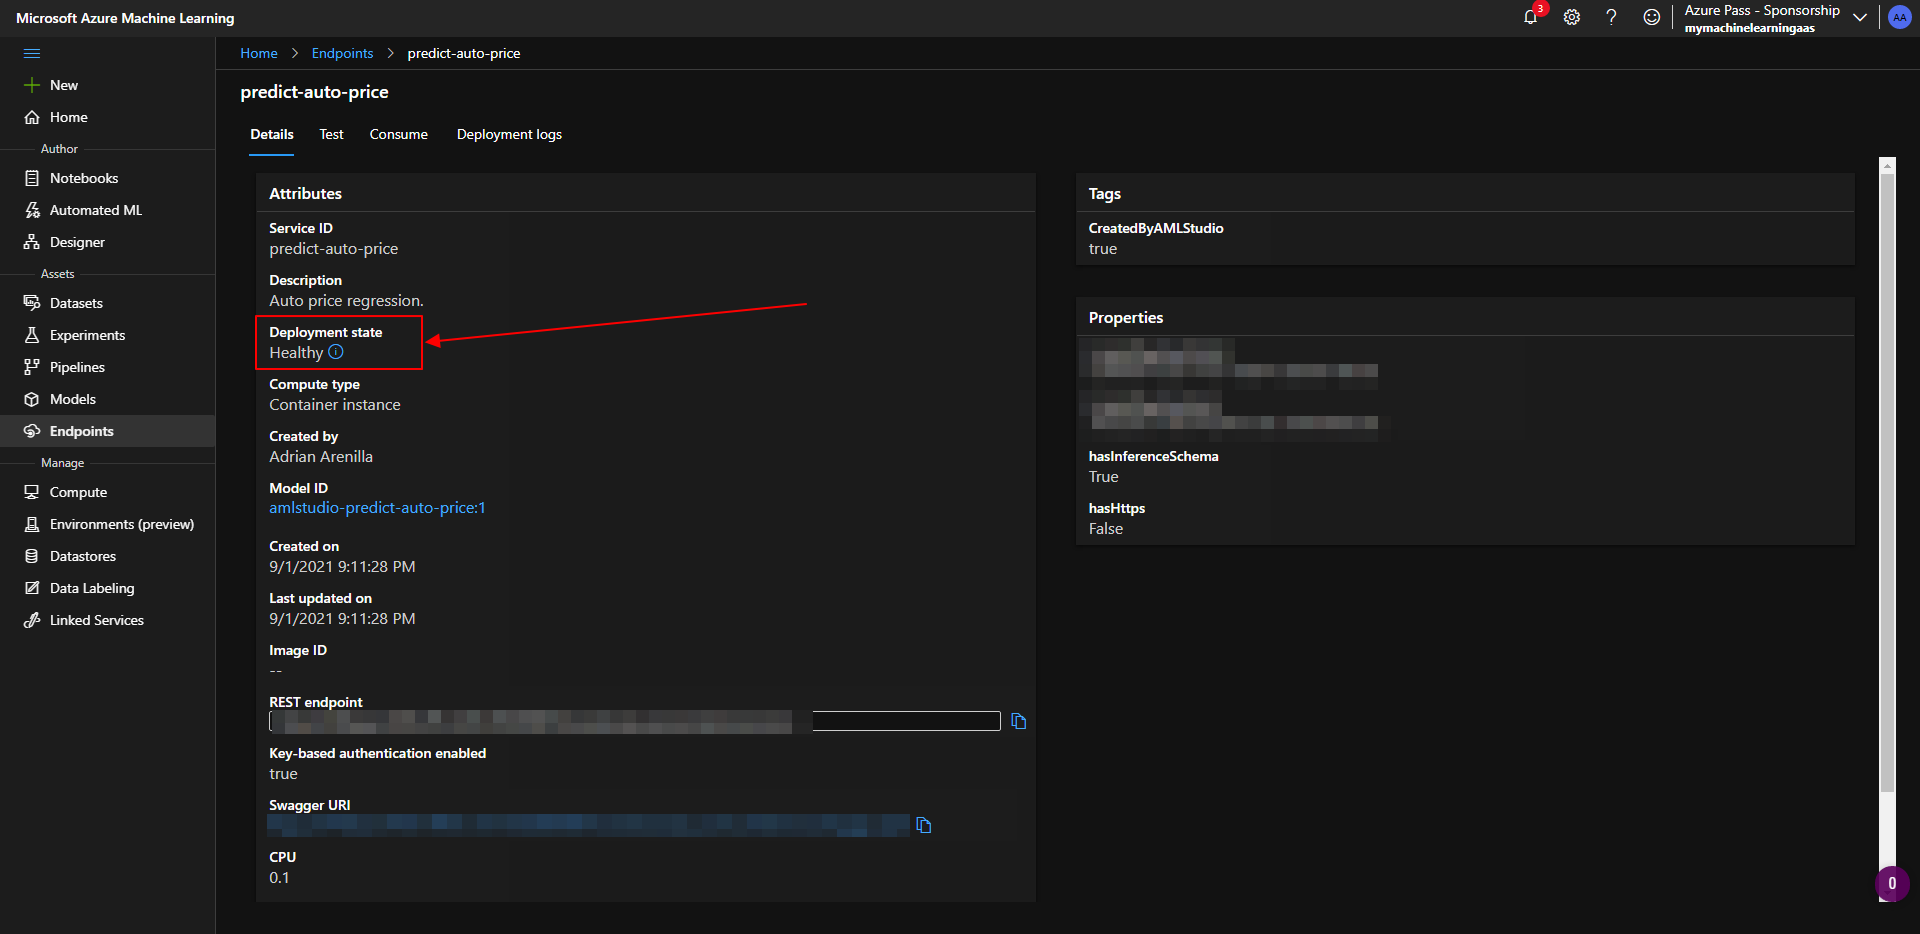 Microsoft Azure Machine Learning
3
Azure Pass - Sponsorship
mymachinelearningaas
AA
New
Home
Author
Notebooks
Automated ML
Designer
Assets
Datasets
Experiments
Pipelines
Models
Endpoints
Manage
Compute
Environments (preview)
Datastores
Data Labeling
Linked Services
Home > Endpoints > predict-auto-price
predict-auto-price
Details Test Consume Deployment logs
Attributes
Service ID
predict-auto-price
Description
Auto price regression.
Deployment state
Healthy
Compute type
Container instance
Created by
Adrian Arenilla
Model ID
amlstudio-predict-auto-price:1
Created on
9/1/2021 9:11:28 PM
Last updated on
9/1/2021 9:11:28 PM
Image ID
--
REST endpoint
Key-based authentication enabled
true
Swagger URI
CPU
0.1
Tags
CreatedByAMLStudio
true
Properties
hasInferenceSchema
True
hasHttps
False
0